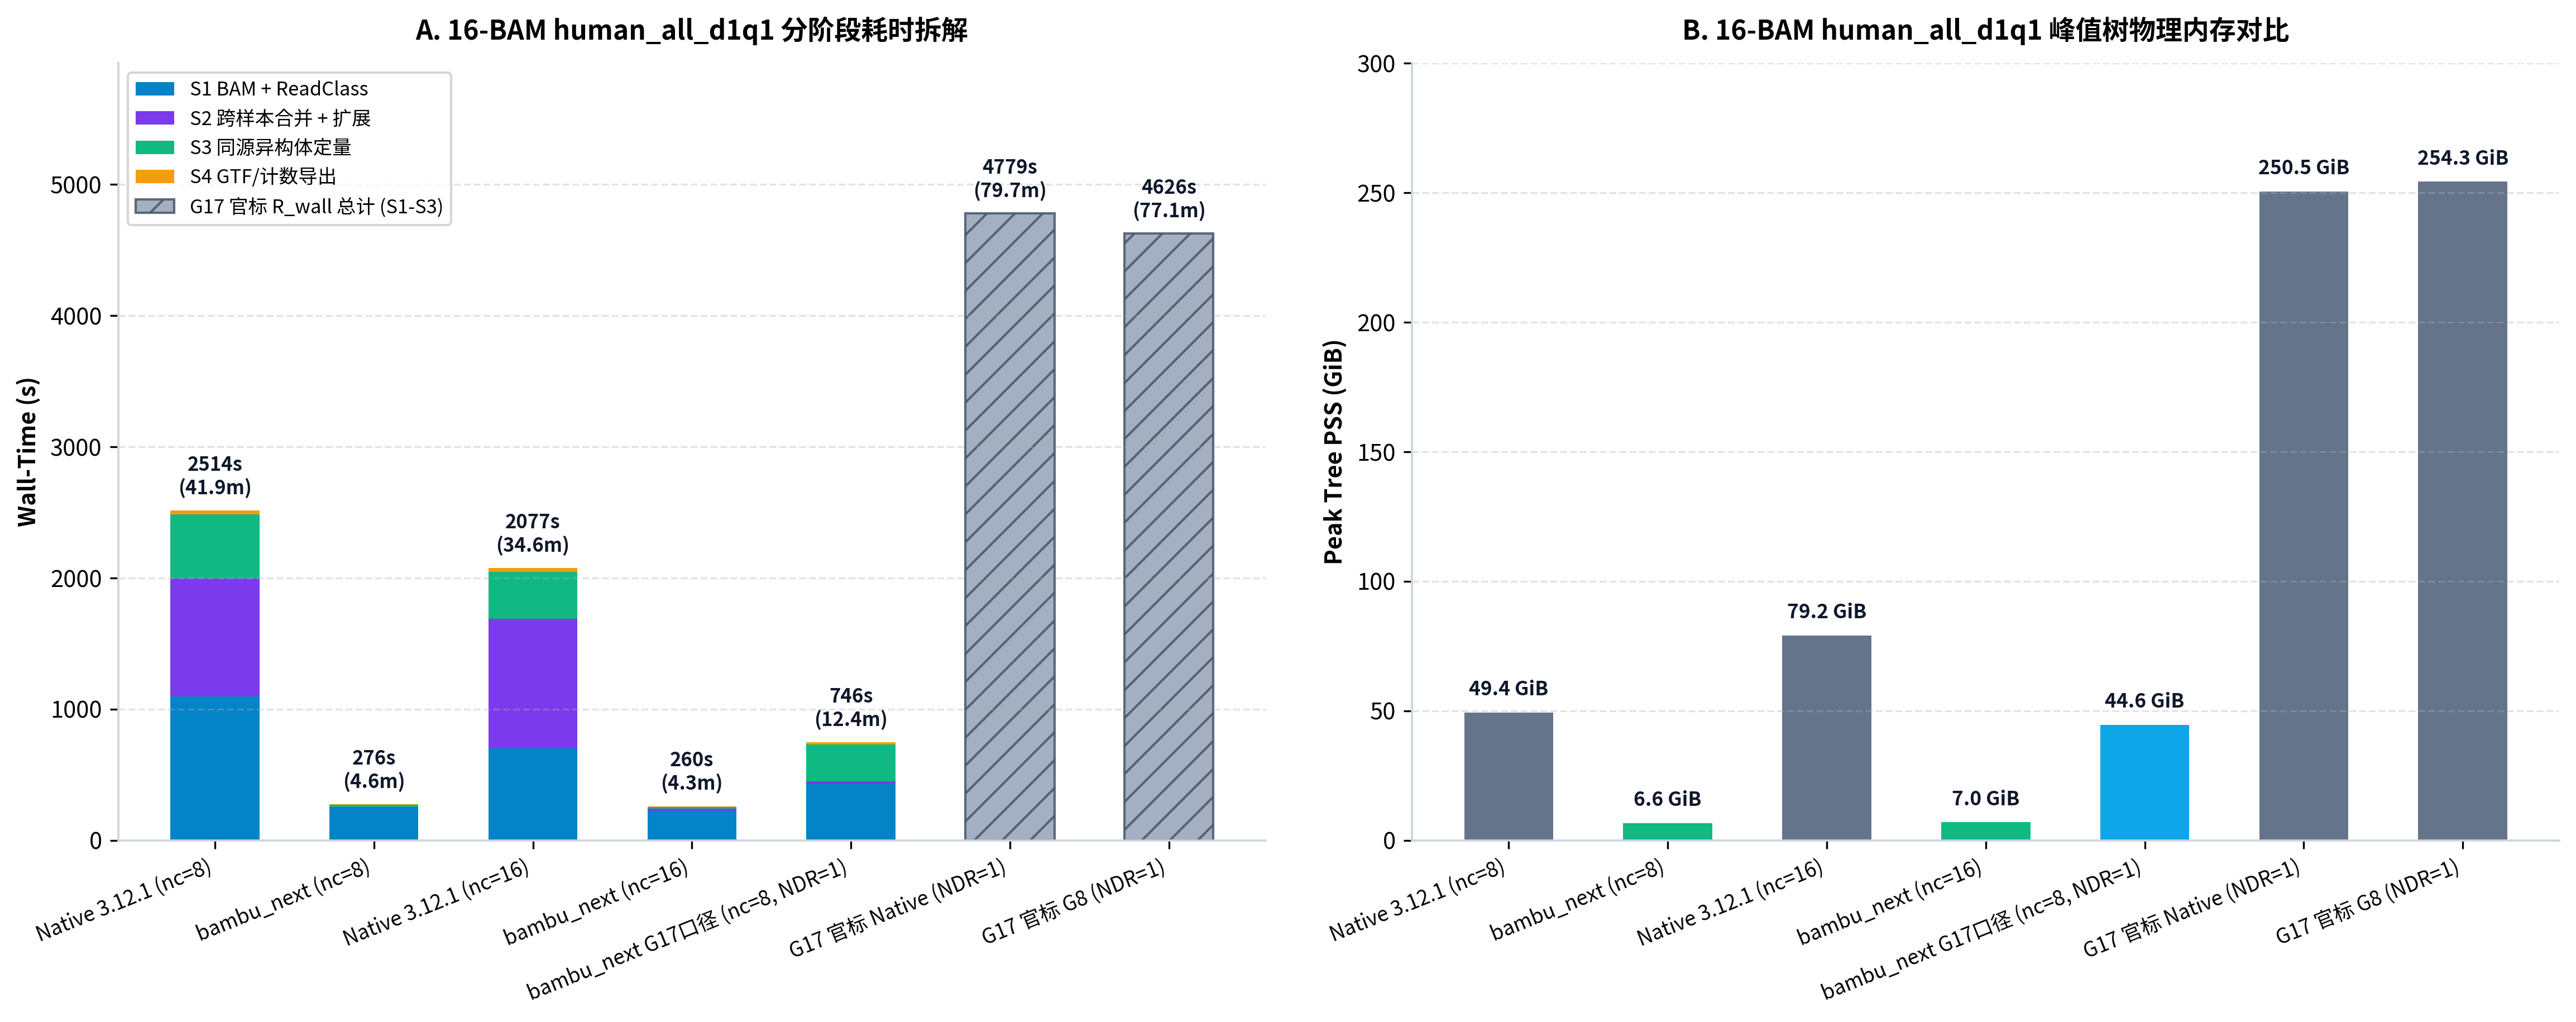 A. 16-BAM human_all_d1q1 分阶段耗时拆解
S1 BAM + ReadClass
S2 跨样本合并 + 扩展
S3 同源异构体定量
S4 GTF/计数导出
G17 官标 R_wall 总计 (S1-S3)
Wall-Time (s)
5000
4000
3000
2000
1000
0
2514s
(41.9m)
276s
(4.6m)
2077s
(34.6m)
260s
(4.3m)
746s
(12.4m)
4779s
(79.7m)
4626s
(77.1m)
Native 3.12.1 (nc=8)
bambu_next (nc=8)
Native 3.12.1 (nc=16)
bambu_next (nc=16)
bambu_next G17口径 (nc=8, NDR=1)
G17 官标 Native (NDR=1)
G17 官标 G8 (NDR=1)
B. 16-BAM human_all_d1q1 峰值树物理内存对比
Peak Tree PSS (GiB)
300
250
200
150
100
50
0
49.4 GiB
6.6 GiB
79.2 GiB
7.0 GiB
44.6 GiB
250.5 GiB
254.3 GiB
Native 3.12.1 (nc=8)
bambu_next (nc=8)
Native 3.12.1 (nc=16)
bambu_next (nc=16)
bambu_next G17口径 (nc=8, NDR=1)
G17 官标 Native (NDR=1)
G17 官标 G8 (NDR=1)